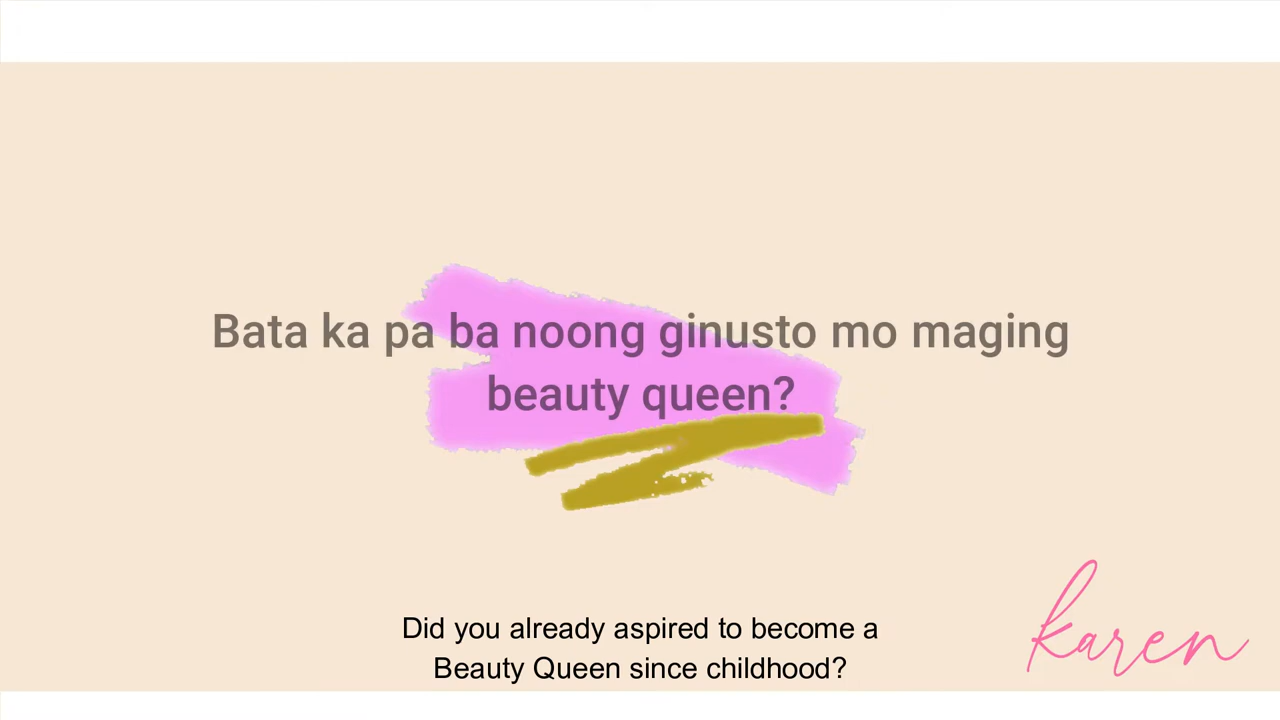 Bata ka pa ba noong ginusto mo maging
beauty queen?
Did you already aspired to become a
Beauty Queen since childhood?
karen